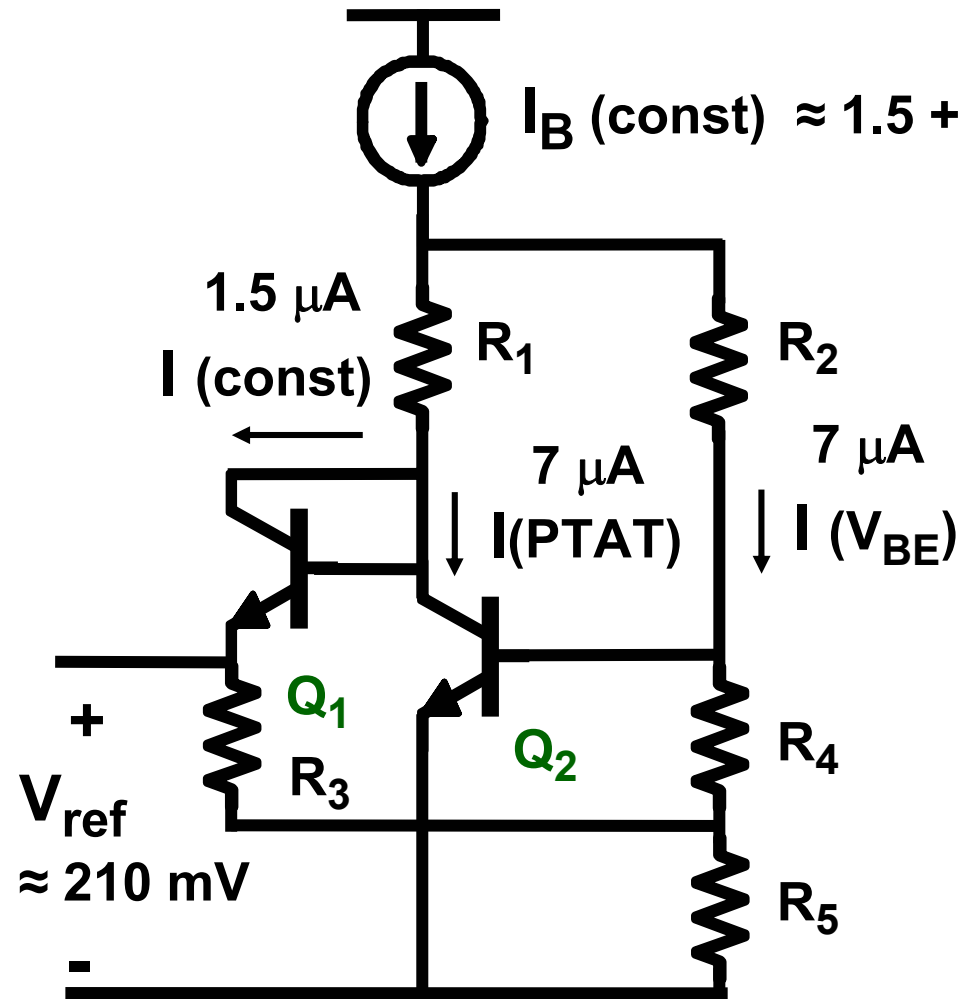 I_B (const) ≈ 1.5 +
1.5 μA
I (const)
R_1
R_2
7 μA
I(PTAT)
7 μA
I (V_BE)
+
Q_1
Q_2
R_3
R_4
V_ref
≈ 210 mV
R_5
-